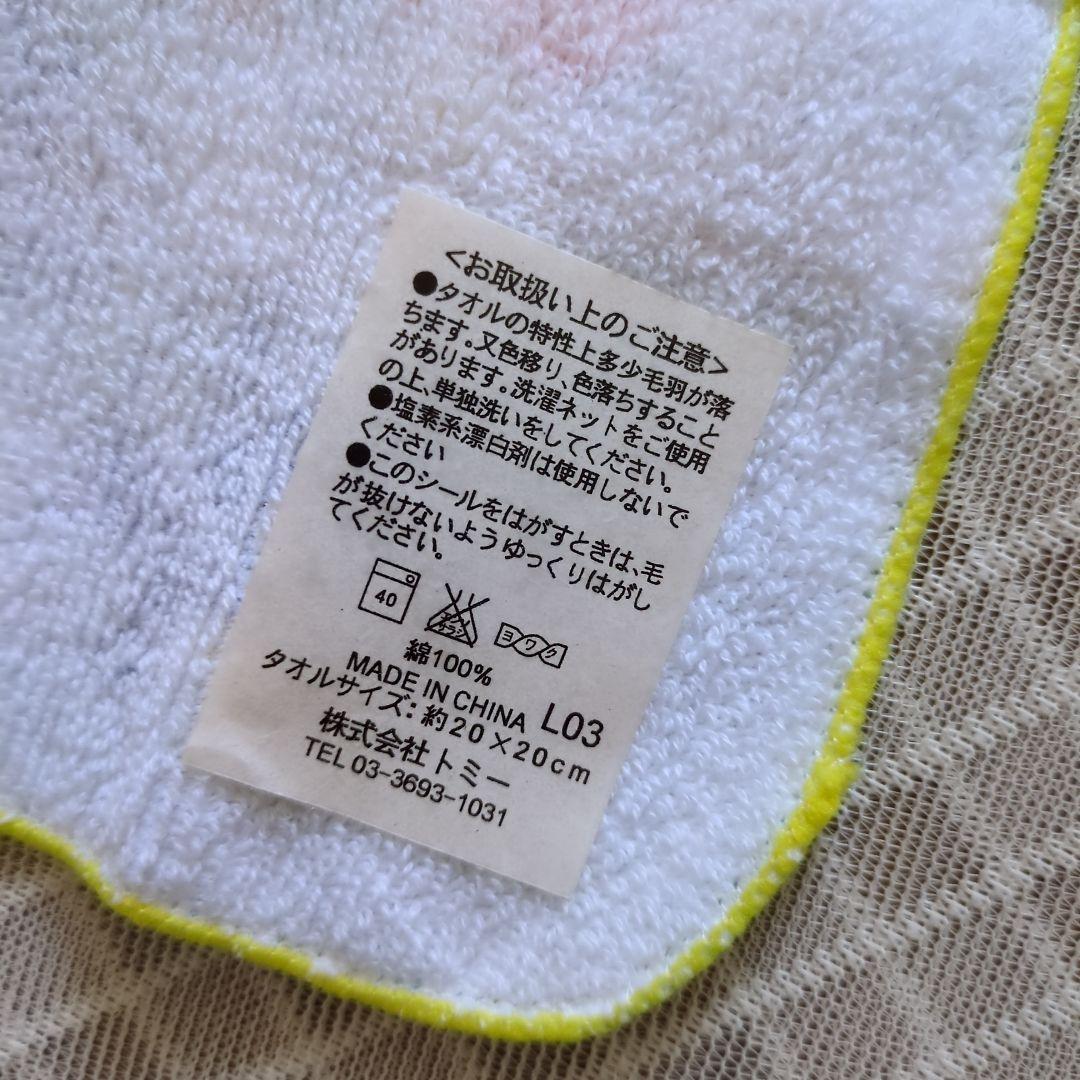 <お取扱い上のご注意>
●タオルの特性上多少毛羽が落
ちます。又色移り、色落ちすること
があります。洗濯ネットをご使用
の上、単独洗いをしてください。
●塩素系漂白剤は使用しないで
ください
●このシールをはがすときは、毛
が抜けないようゆっくりはがし
てください。
40 エンソサラシ ヨワク
綿100%
MADE IN CHINA L03
タオルサイズ:約20×20cm
株式会社トミー
TEL 03-3693-1031